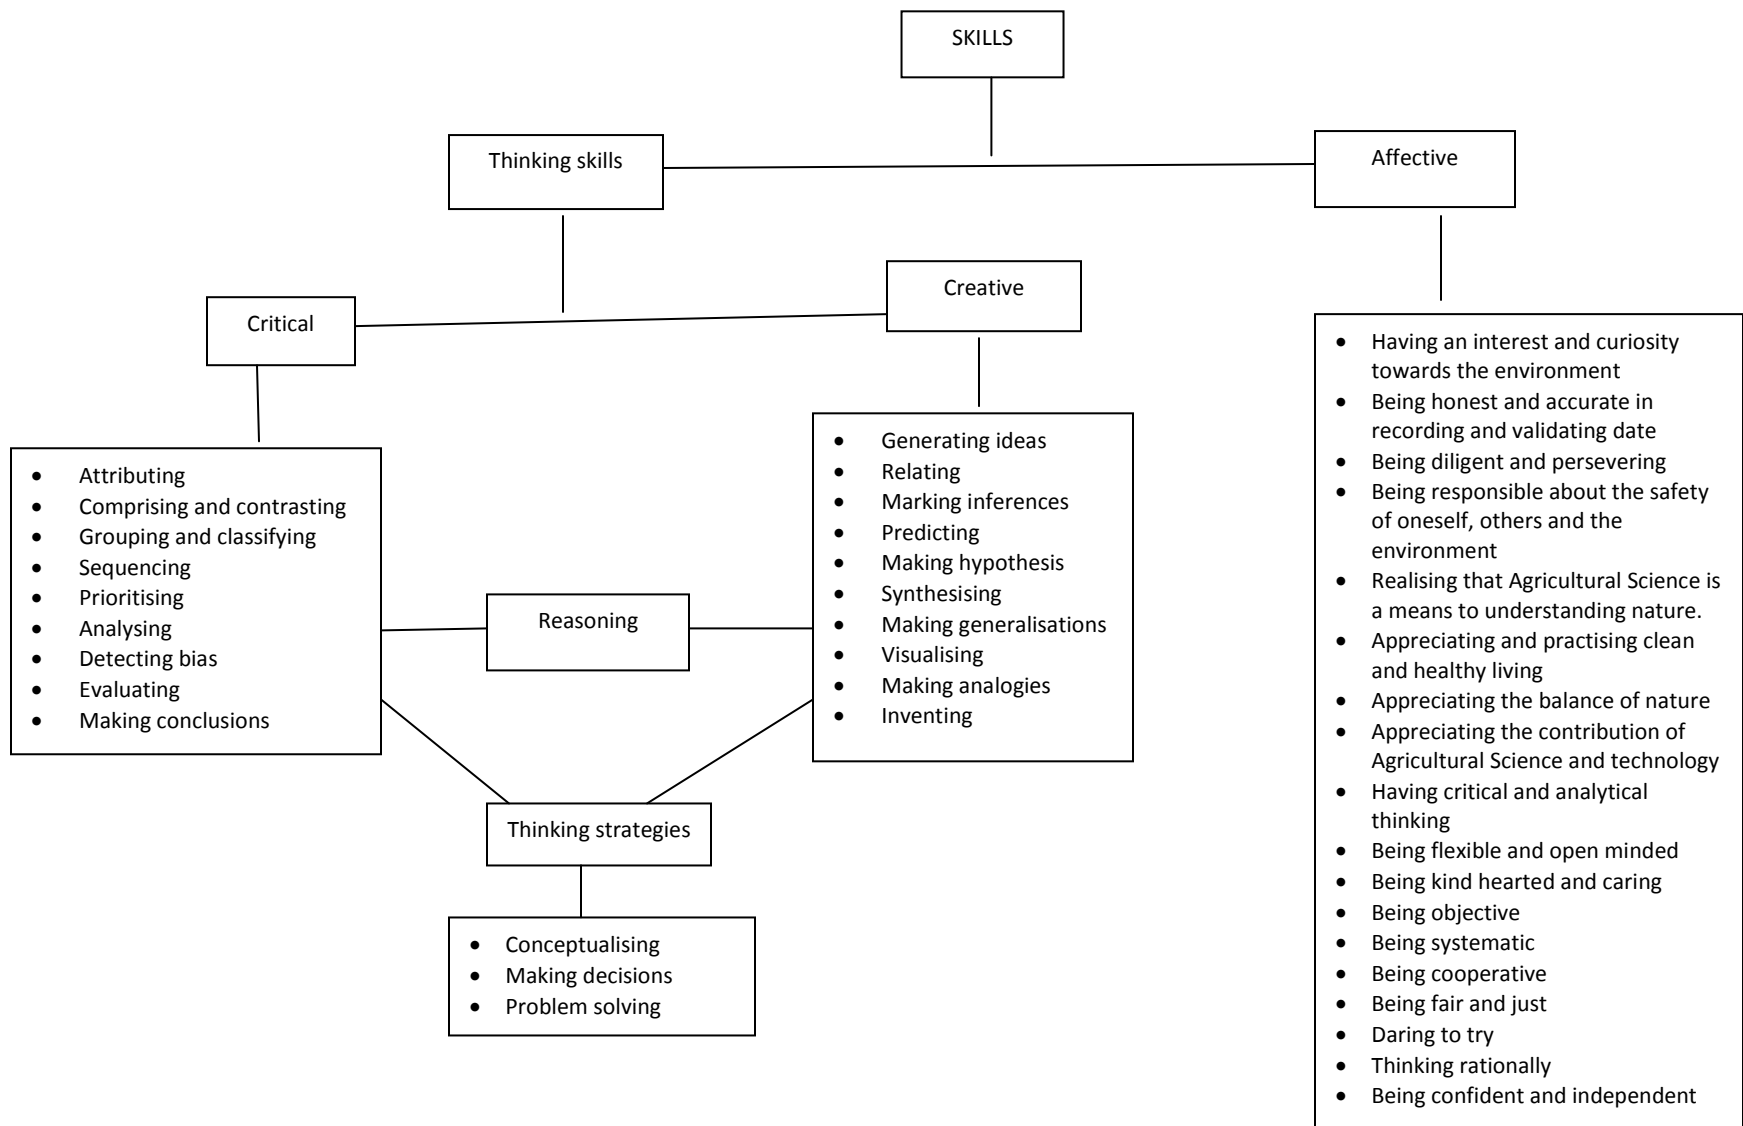 SKILLS
Thinking skills
Affective
Critical
Creative
• Attributing
• Comprising and contrasting
• Grouping and classifying
• Sequencing
• Prioritising
• Analysing
• Detecting bias
• Evaluating
• Making conclusions
Reasoning
• Generating ideas
• Relating
• Marking inferences
• Predicting
• Making hypothesis
• Synthesising
• Making generalisations
• Visualising
• Making analogies
• Inventing
Thinking strategies
• Conceptualising
• Making decisions
• Problem solving
• Having an interest and curiosity
towards the environment
• Being honest and accurate in
recording and validating date
• Being diligent and persevering
• Being responsible about the safety
of oneself, others and the
environment
• Realising that Agricultural Science is
a means to understanding nature.
• Appreciating and practising clean
and healthy living
• Appreciating the balance of nature
• Appreciating the contribution of
Agricultural Science and technology
• Having critical and analytical
thinking
• Being flexible and open minded
• Being kind hearted and caring
• Being objective
• Being systematic
• Being cooperative
• Being fair and just
• Daring to try
• Thinking rationally
• Being confident and independent